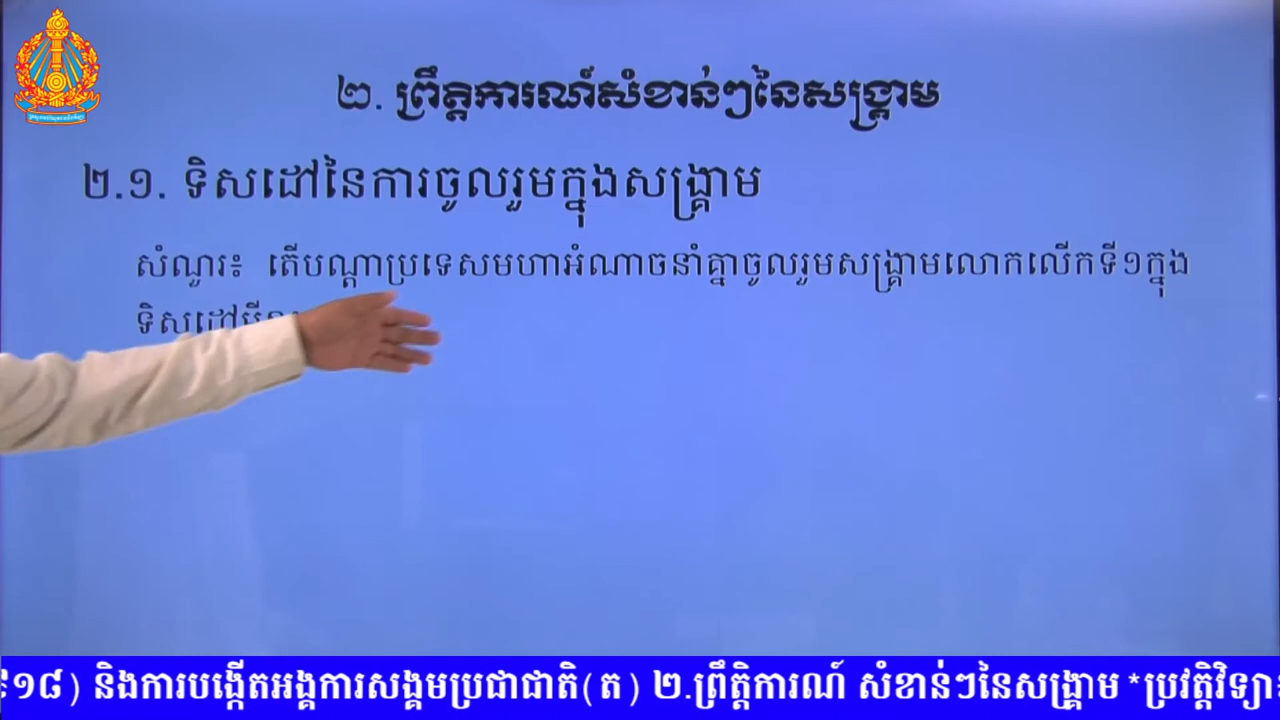 ២. ព្រឹត្តិការណ៍សំខាន់ៗនៃសង្គ្រាម
២.១. ទិសដៅនៃការចូលរួមក្នុងសង្គ្រាម
សំណួរ៖ តើបណ្ដាប្រទេសមហាអំណាចនាំគ្នាចូលរួមសង្គ្រាមលោកលើកទី១ក្នុង
ទិសដៅ
១៨) និងការបង្កើតអង្គការសង្គមប្រជាជាតិ(ត) ២.ព្រឹត្តិការណ៍ សំខាន់ៗនៃសង្គ្រាម *ប្រវត្តិវិទ្យា